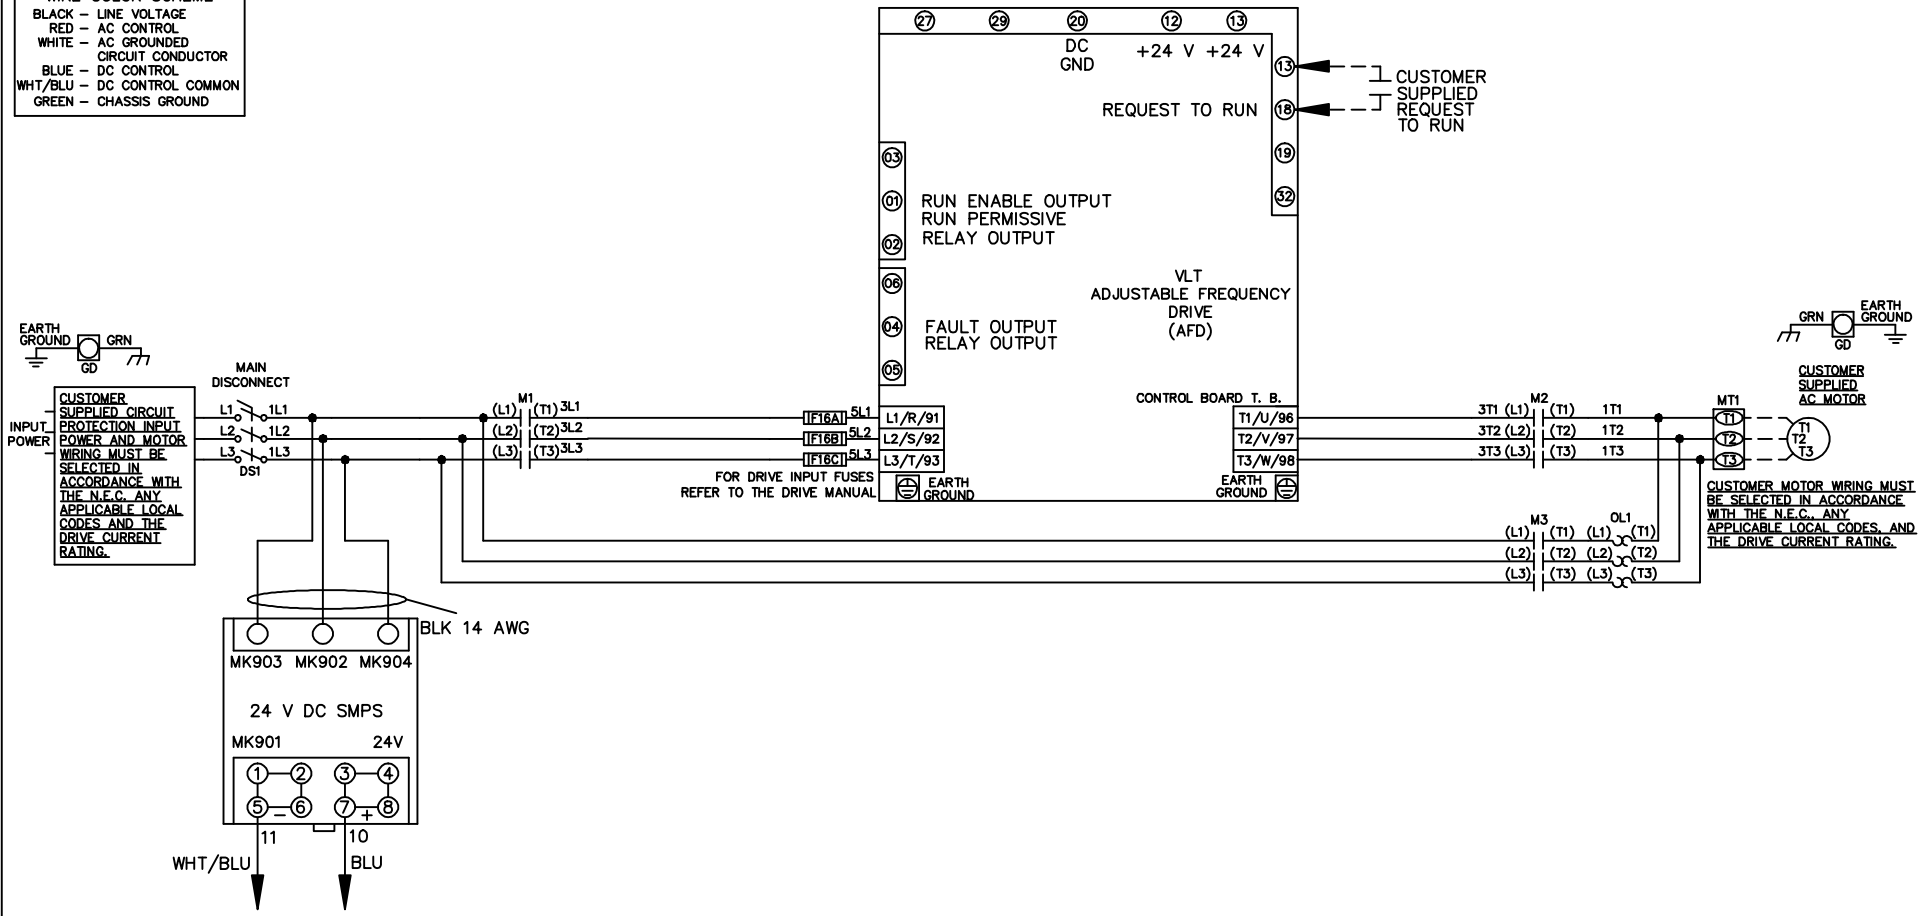 BLACK – LINE VOLTAGE
RED – AC CONTROL
WHITE – AC GROUNDED
CIRCUIT CONDUCTOR
BLUE – DC CONTROL
WHT/BLU – DC CONTROL COMMON
GREEN – CHASSIS GROUND
27 29 20 12 13
DC
GND
+24 V +24 V
13
18
19
32
REQUEST TO RUN
CUSTOMER
SUPPLIED
REQUEST
TO RUN
03
01
02
RUN ENABLE OUTPUT
RUN PERMISSIVE
RELAY OUTPUT
06
04
05
FAULT OUTPUT
RELAY OUTPUT
VLT
ADJUSTABLE FREQUENCY
DRIVE
(AFD)
CONTROL BOARD T. B.
EARTH
GROUND
GRN
GD
INPUT
POWER
CUSTOMER
SUPPLIED CIRCUIT
PROTECTION INPUT
POWER AND MOTOR
WIRING MUST BE
SELECTED IN
ACCORDANCE WITH
THE N.E.C. ANY
APPLICABLE LOCAL
CODES AND THE
DRIVE CURRENT
RATING.
MAIN
DISCONNECT
L1 1L1
L2 1L2
L3 1L3
DS1
M1
(L1) (T1) 3L1
(L2) (T2) 3L2
(L3) (T3) 3L3
F16A 5L1
F16B 5L2
F16C 5L3
FOR DRIVE INPUT FUSES
REFER TO THE DRIVE MANUAL
L1/R/91
L2/S/92
L3/T/93
EARTH
GROUND
T1/U/96
T2/V/97
T3/W/98
EARTH
GROUND
M2
3T1 (L1) (T1) 1T1
3T2 (L2) (T2) 1T2
3T3 (L3) (T3) 1T3
MT1
T1
T2
T3
T1
T2
T3
GRN
EARTH
GROUND
GD
CUSTOMER
SUPPLIED
AC MOTOR
CUSTOMER MOTOR WIRING MUST
BE SELECTED IN ACCORDANCE
WITH THE N.E.C., ANY
APPLICABLE LOCAL CODES, AND
THE DRIVE CURRENT RATING.
M3 OL1
(L1) (T1) (L1) (T1)
(L2) (T2) (L2) (T2)
(L3) (T3) (L3) (T3)
BLK 14 AWG
MK903 MK902 MK904
24 V DC SMPS
MK901 24V
1 2 3 4
5 – 6 7 + 8
11 10
WHT/BLU BLU